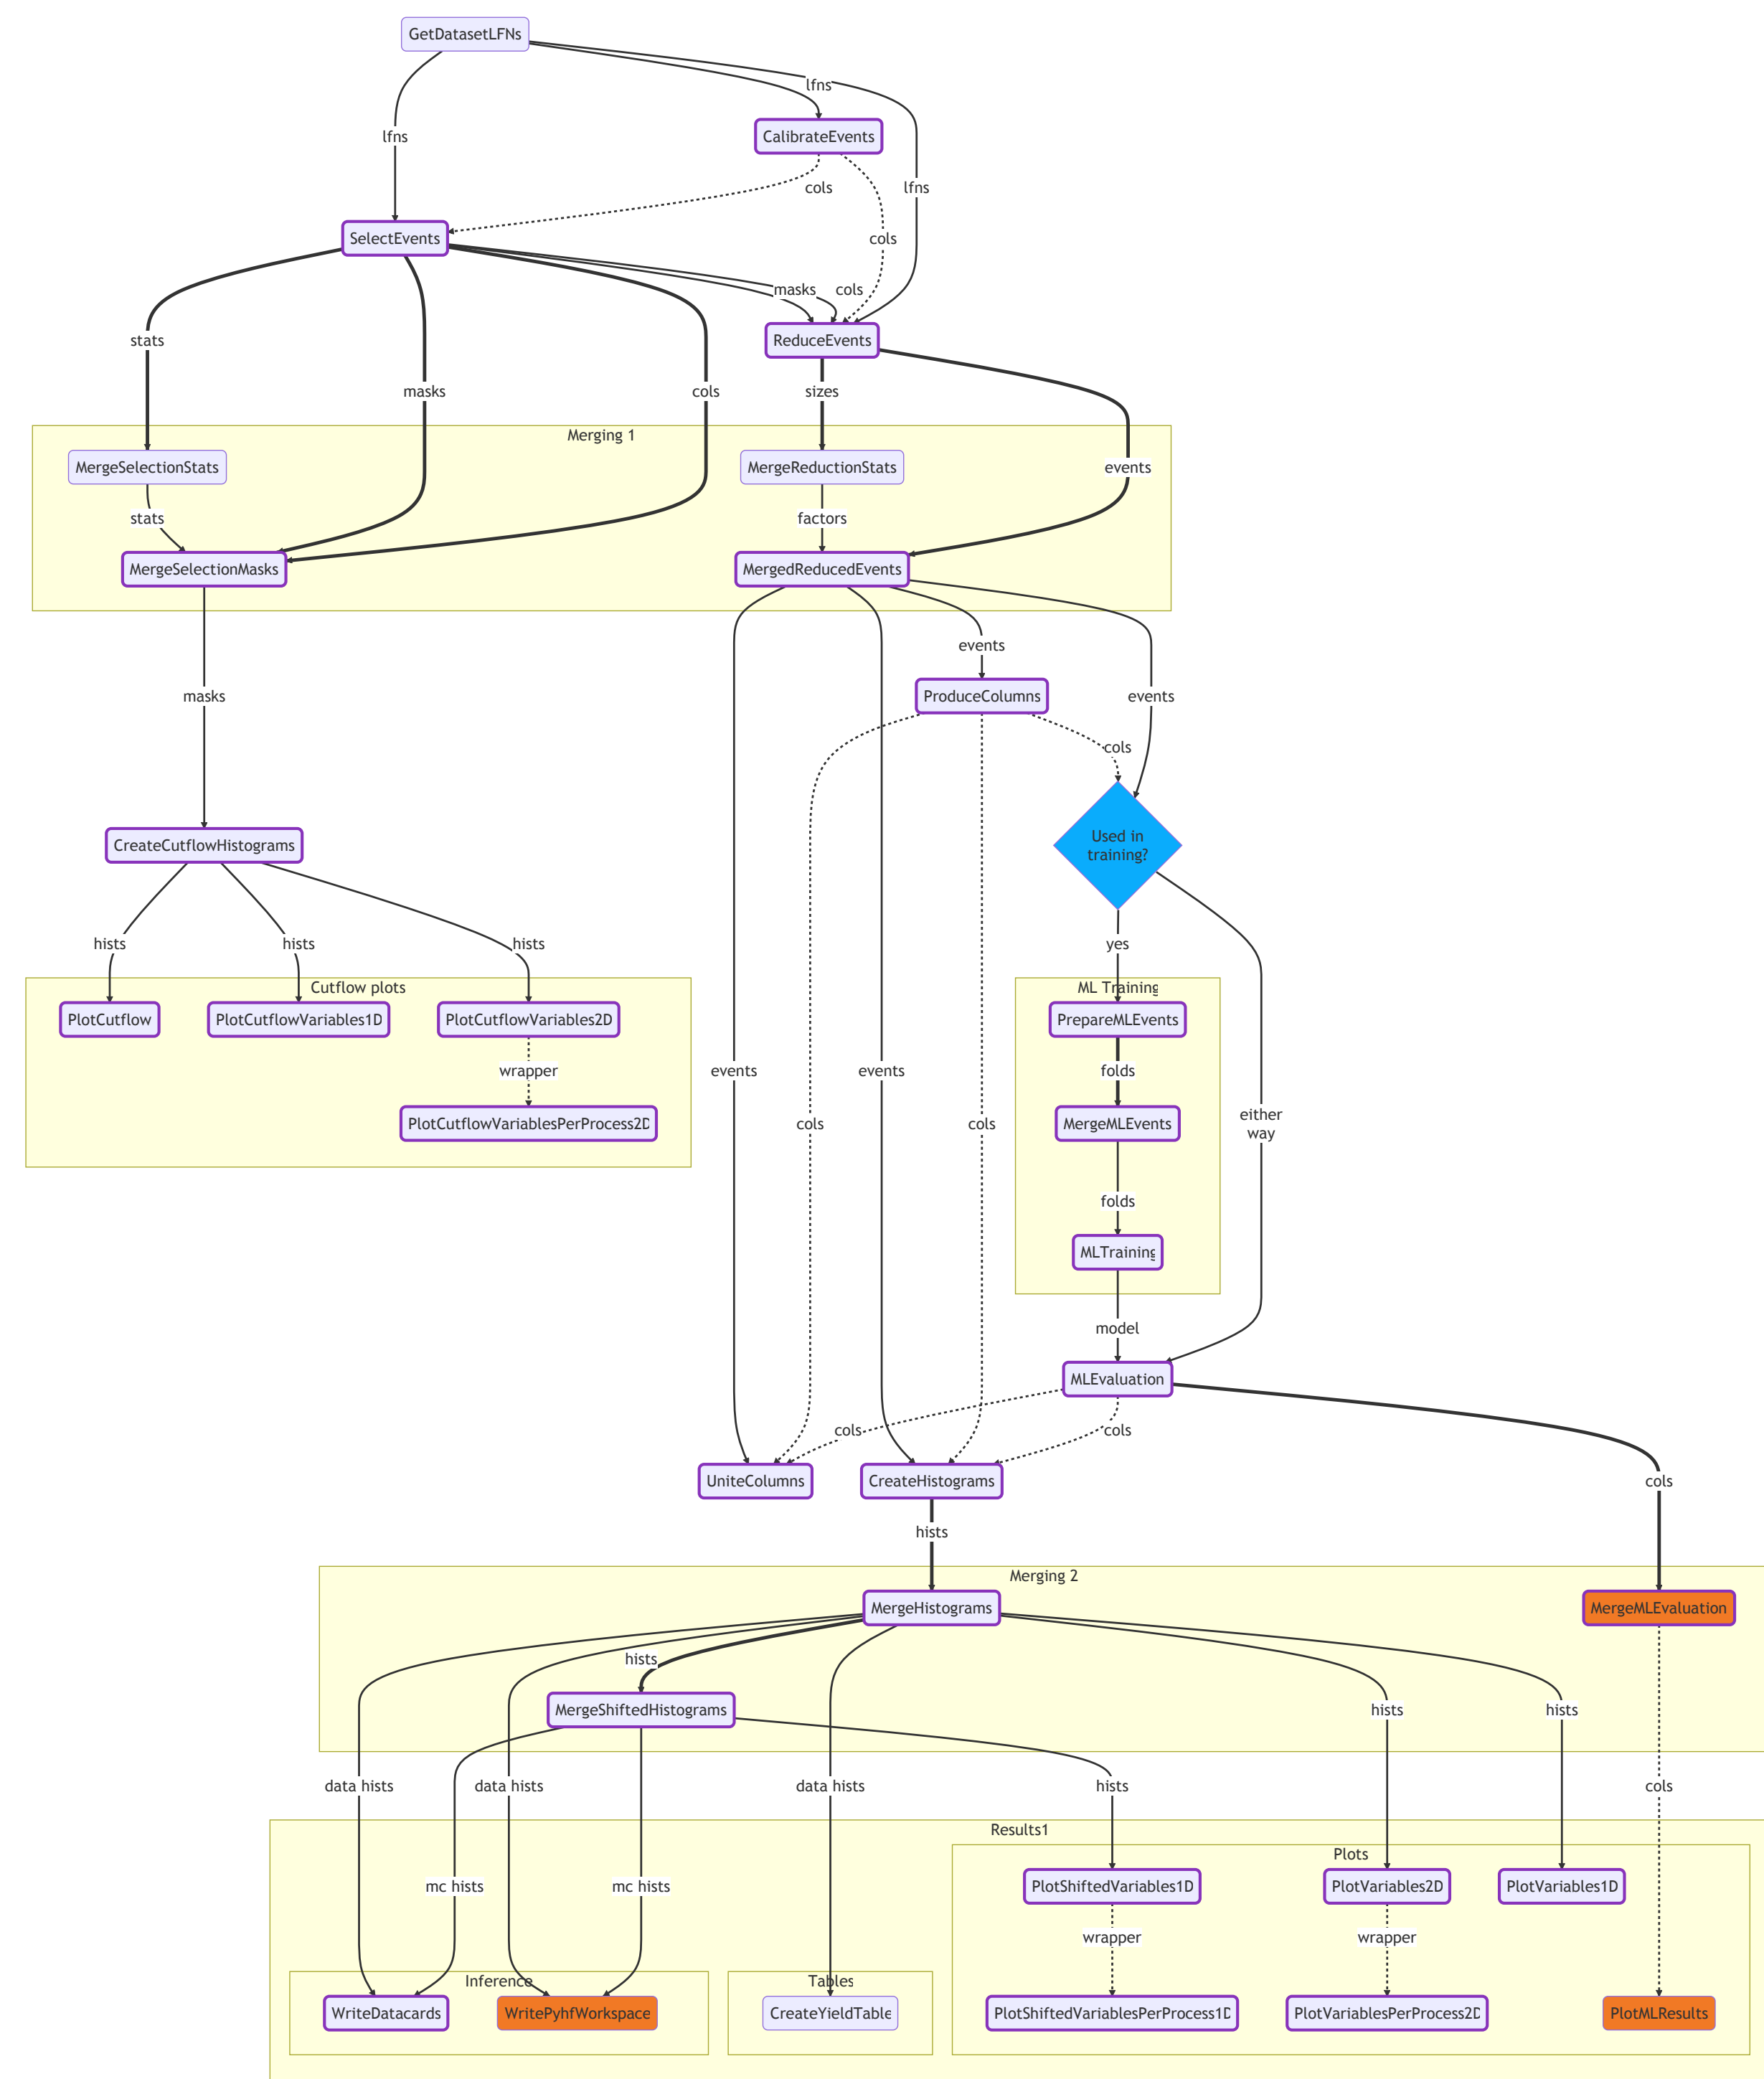 GetDatasetLFNs
lfns
lfns
CalibrateEvents
cols
lfns
SelectEvents
cols
masks
cols
stats
ReduceEvents
masks
cols
sizes
Merging 1
MergeSelectionStats
MergeReductionStats
events
stats
factors
MergeSelectionMasks
MergedReducedEvents
events
masks
ProduceColumns
events
cols
CreateCutflowHistograms
Used in
training?
hists
hists
hists
yes
Cutflow plots
ML Training
PlotCutflow
PlotCutflowVariables1D
PlotCutflowVariables2D
PrepareMLEvents
wrapper
events
events
folds
PlotCutflowVariablesPerProcess2D
cols
cols
MergeMLEvents
either
way
folds
MLTraining
model
MLEvaluation
cols
cols
UniteColumns
CreateHistograms
cols
hists
Merging 2
MergeHistograms
MergeMLEvaluation
hists
MergeShiftedHistograms
hists
hists
data hists
data hists
data hists
hists
cols
Results1
Plots
mc hists
mc hists
PlotShiftedVariables1D
PlotVariables2D
PlotVariables1D
wrapper
wrapper
Inference
Tables
WriteDatacards
WritePyhfWorkspace
CreateYieldTable
PlotShiftedVariablesPerProcess1D
PlotVariablesPerProcess2D
PlotMLResults